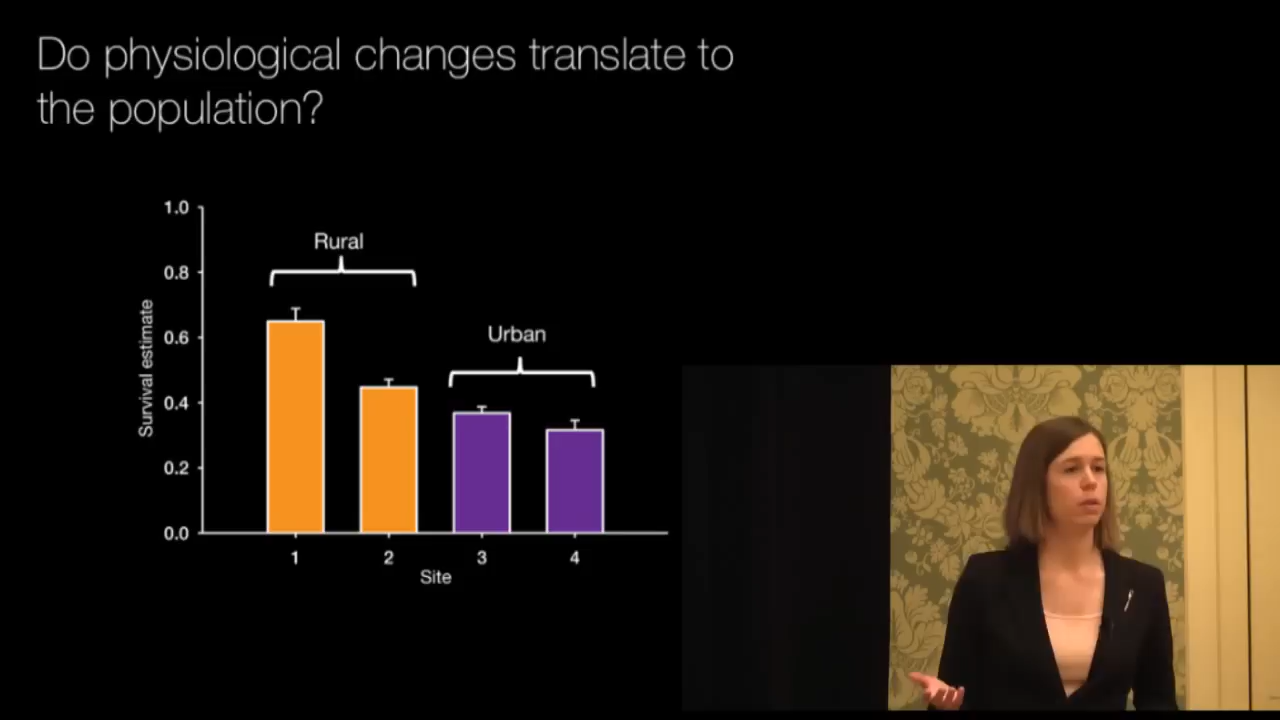 Do physiological changes translate to
the population?
1.0
Rural
0.8
Urban
0.6
Survival estimate
0.4
0.2
0.0
1 2 3 4
Site